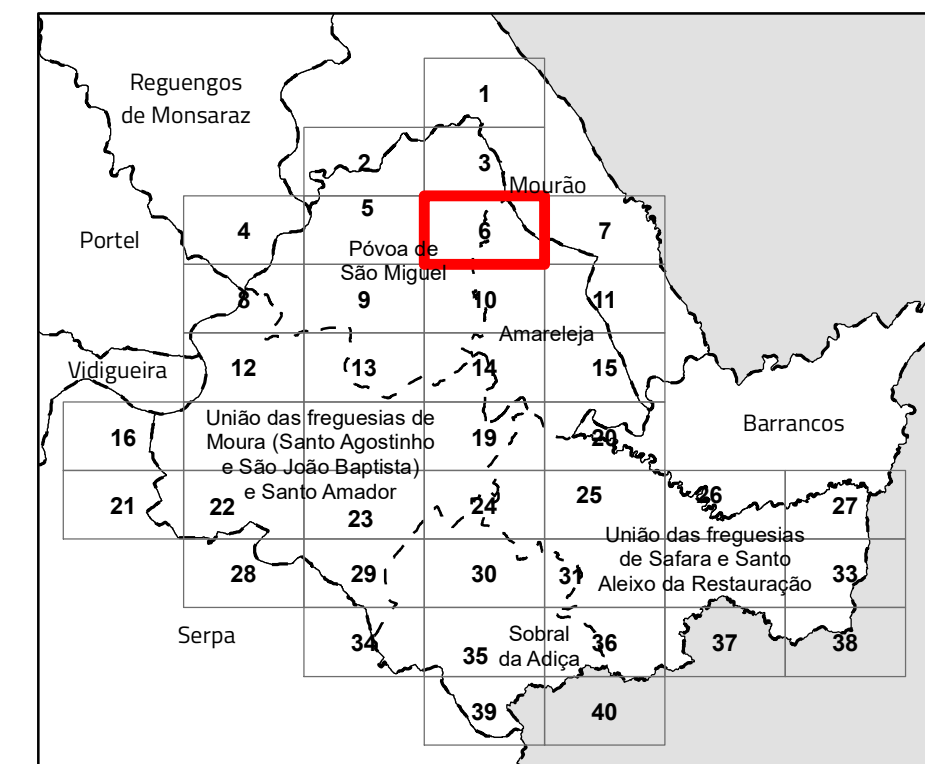 Reguengos
de Monsaraz
1
2
3
Mourão
4
5
6
7
Portel
Póvoa de
São Miguel
8
9
10
11
Amareleja
Vidigueira
12
13
14
15
16
União das freguesias de
Moura (Santo Agostinho
e São João Baptista)
e Santo Amador
19
20
Barrancos
21
22
23
24
25
26
27
União das freguesias
de Safara e Santo
Aleixo da Restauração
28
29
30
31
33
Serpa
34
35
Sobral
da Adiça
36
37
38
39
40